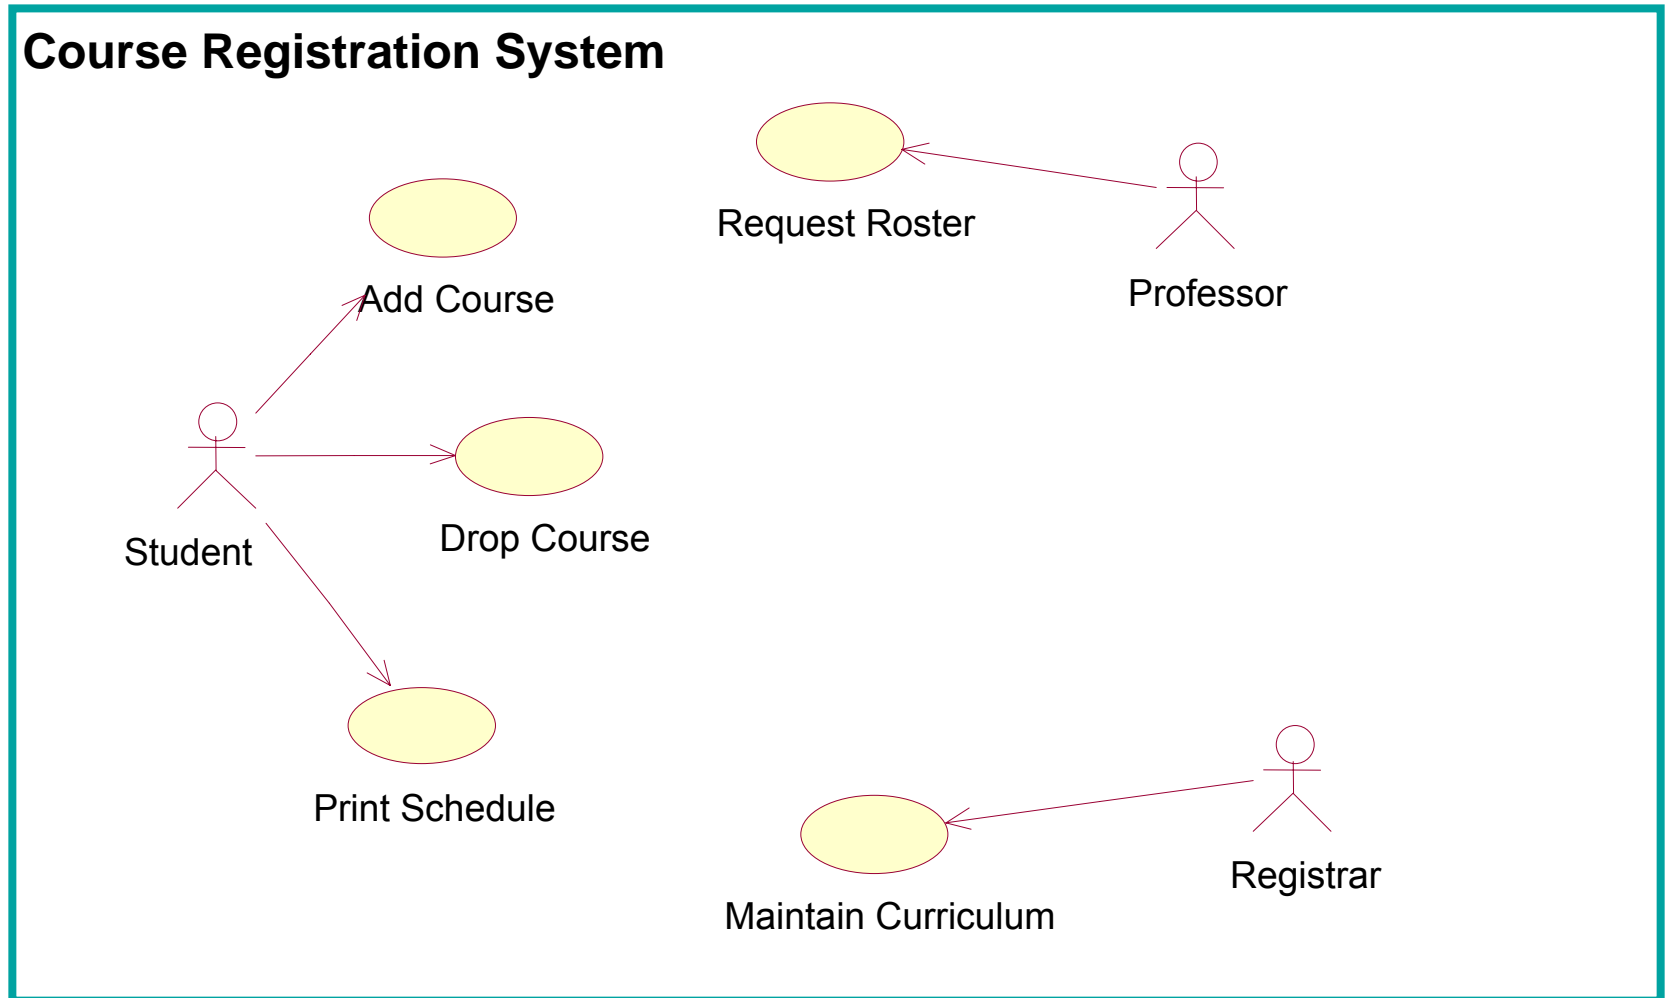 Course Registration System
Request Roster
Professor
Add Course
Student
Drop Course
Print Schedule
Registrar
Maintain Curriculum